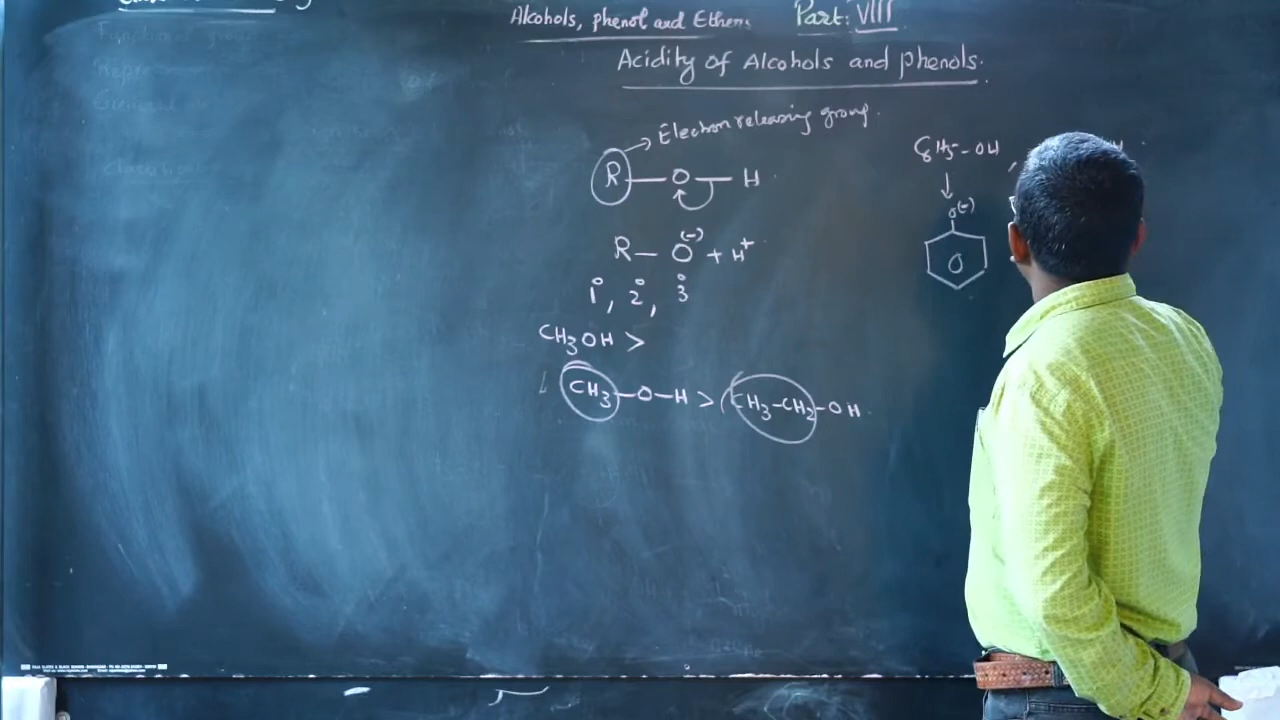 Alcohols, phenol and Ether. Part: VIII
Acidity of Alcohols and phenols.
Electron releasing group.
R — O — H
R — O(-) + H+
1°, 2°, 3°
CH3OH >
CH3-O-H > CH3-CH2-OH
C6H5-OH ,
O(-)